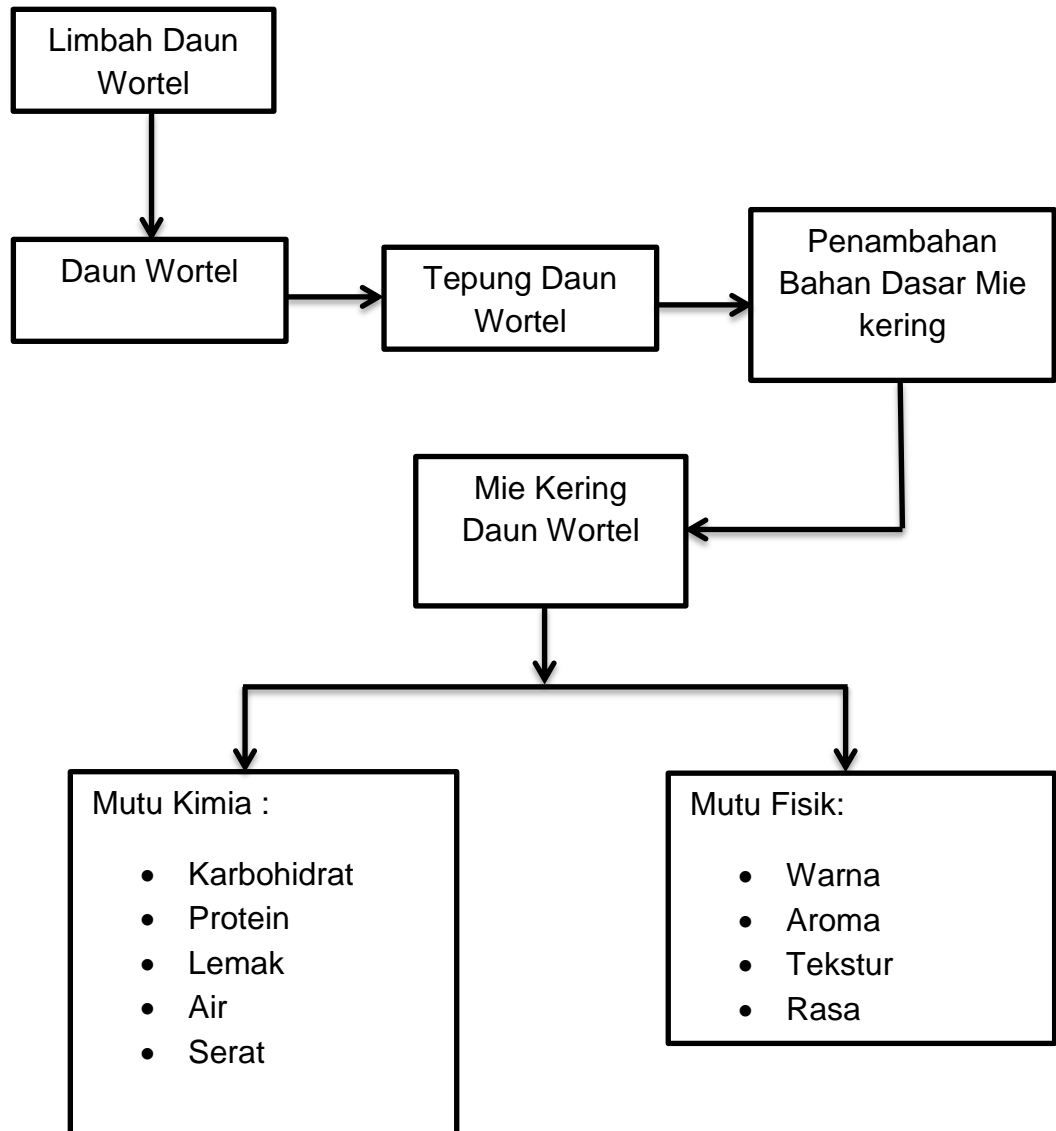 Limbah Daun
Wortel
Daun Wortel
Tepung Daun
Wortel
Penambahan
Bahan Dasar Mie
kering
Mie Kering
Daun Wortel
Mutu Kimia :
• Karbohidrat
• Protein
• Lemak
• Air
• Serat
Mutu Fisik:
• Warna
• Aroma
• Tekstur
• Rasa